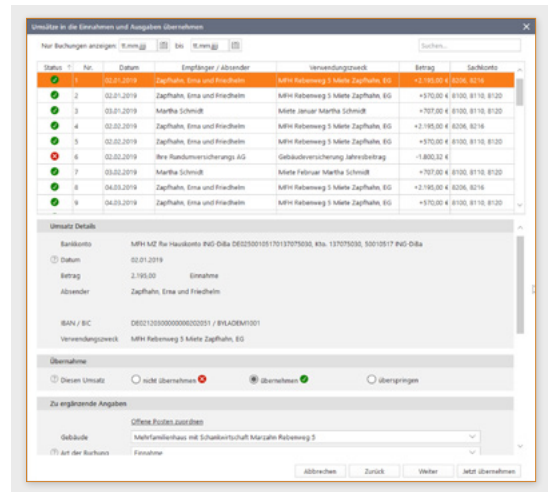 Umsätze in die Einnahmen und Ausgaben übernehmen
Nur Buchungen anzeigen tt.mm.jjjj bis tt.mm.jjjj Suchen...
Status Nr. Datum Empfänger / Absender Verwendungszweck Betrag Sachkonto
1 02.01.2019 Zapfhahn, Erna und Friedhelm MFH Rebenweg 5 Miete Zapfhahn, EG +2.195,00 € 8206, 8216
2 02.01.2019 Zapfhahn, Erna und Friedhelm MFH Rebenweg 5 Miete Zapfhahn, EG +570,00 € 8100, 8110, 8120
3 03.01.2019 Martha Schmidt Miete Januar Martha Schmidt +707,00 € 8100, 8110, 8120
4 02.02.2019 Zapfhahn, Erna und Friedhelm MFH Rebenweg 5 Miete Zapfhahn, EG +2.195,00 € 8206, 8216
5 02.02.2019 Zapfhahn, Erna und Friedhelm MFH Rebenweg 5 Miete Zapfhahn, EG +570,00 € 8100, 8110, 8120
6 02.02.2019 Ihre Rundumversicherungs AG Gebäudeversicherung Jahresbeitrag -1.800,32 €
7 03.02.2019 Martha Schmidt Miete Februar Martha Schmidt +707,00 € 8100, 8110, 8120
8 04.03.2019 Zapfhahn, Erna und Friedhelm MFH Rebenweg 5 Miete Zapfhahn, EG +2.195,00 € 8206, 8216
9 04.03.2019 Zapfhahn, Erna und Friedhelm MFH Rebenweg 5 Miete Zapfhahn, EG +570,00 € 8100, 8110, 8120
Umsatz Details
Bankkonto MFH MZ Rw Hauskonto ING-DiBa DE02500105170137075030, Kto. 137075030, 50010517 ING-DiBa
Datum 02.01.2019
Betrag 2.195,00 Einnahme
Absender Zapfhahn, Erna und Friedhelm
IBAN / BIC DE02120300000000202051 / BYLADEM1001
Verwendungszweck MFH Rebenweg 5 Miete Zapfhahn, EG
Übernahme
Diesen Umsatz nicht übernehmen übernehmen überspringen
Zu ergänzende Angaben
Offene Posten zuordnen
Gebäude Mehrfamilienhaus mit Schankwirtschaft Marzahn Rebenweg 5
Art der Buchung Einnahme
Abbrechen Zurück Weiter Jetzt übernehmen